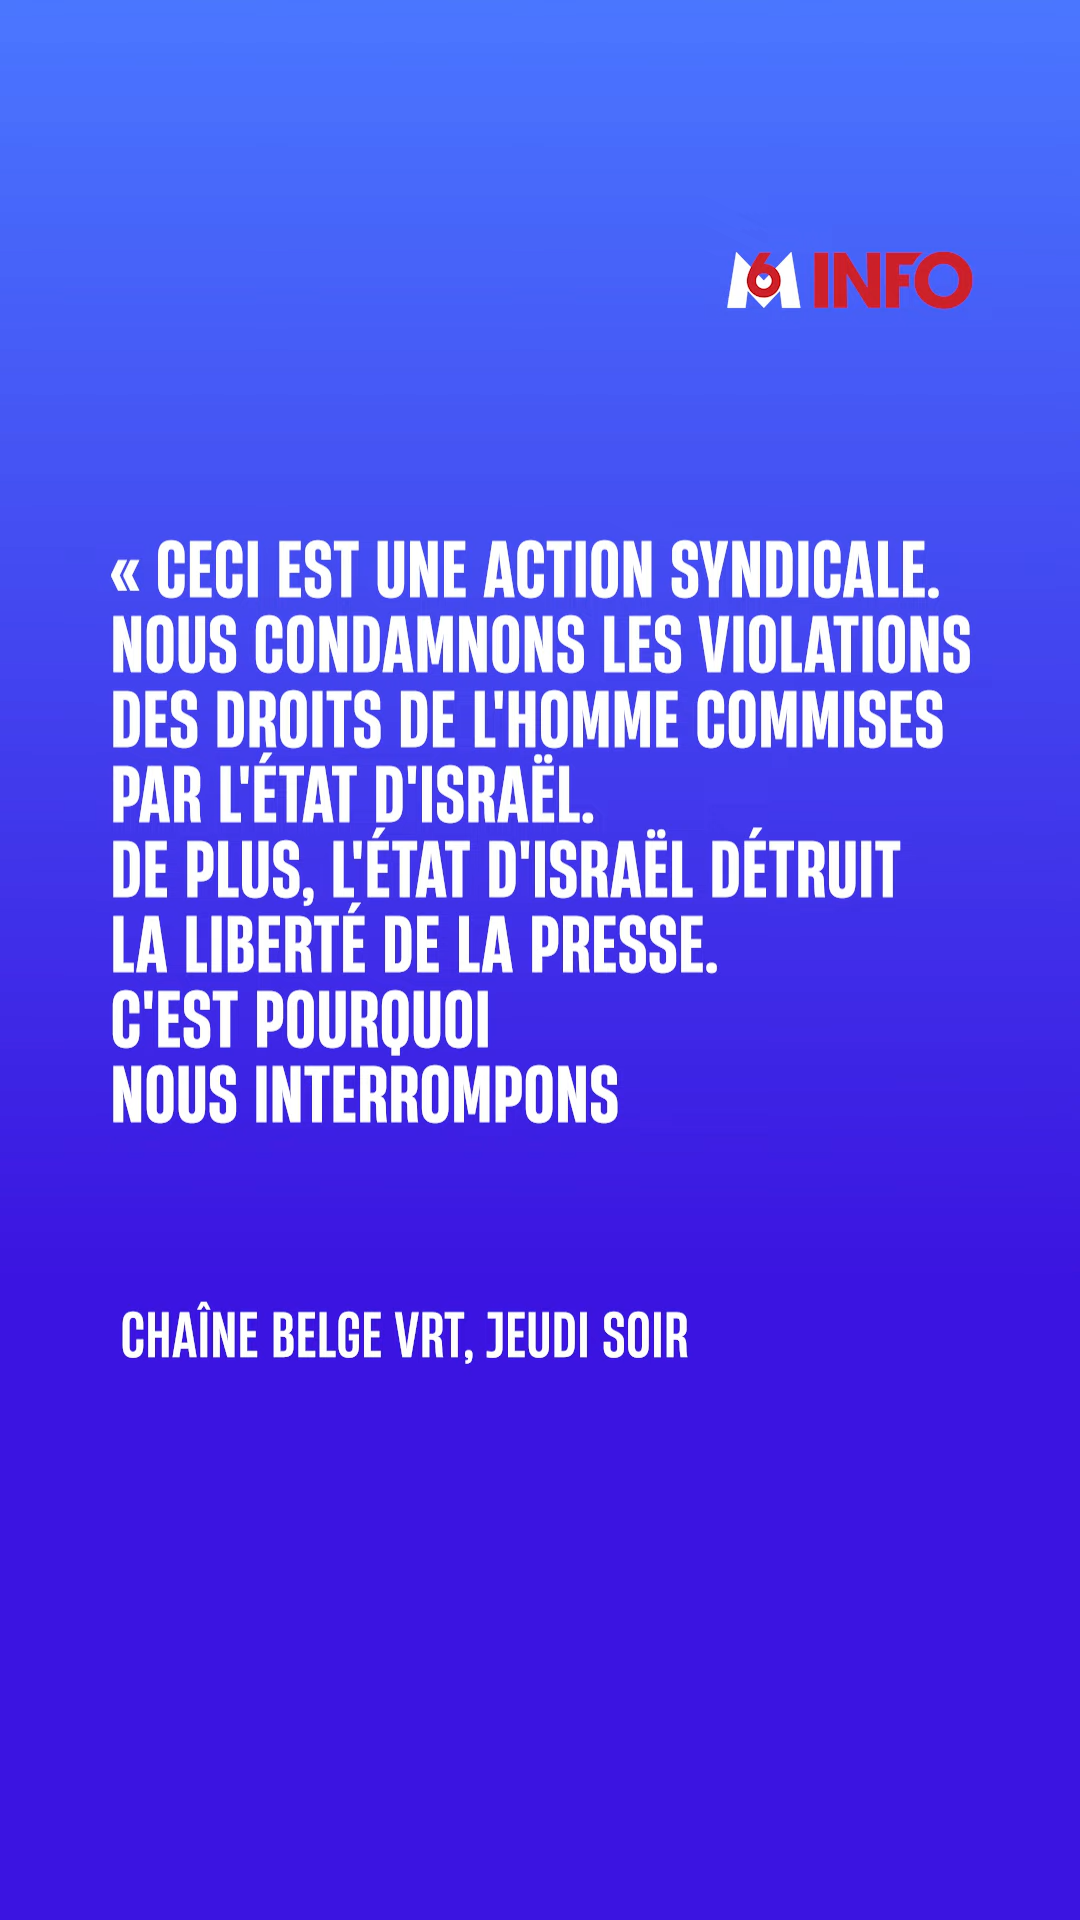 M6 INFO
« CECI EST UNE ACTION SYNDICALE.
NOUS CONDAMNONS LES VIOLATIONS
DES DROITS DE L'HOMME COMMISES
PAR L'ÉTAT D'ISRAËL.
DE PLUS, L'ÉTAT D'ISRAËL DÉTRUIT
LA LIBERTÉ DE LA PRESSE.
C'EST POURQUOI
NOUS INTERROMPONS
CHAÎNE BELGE VRT, JEUDI SOIR